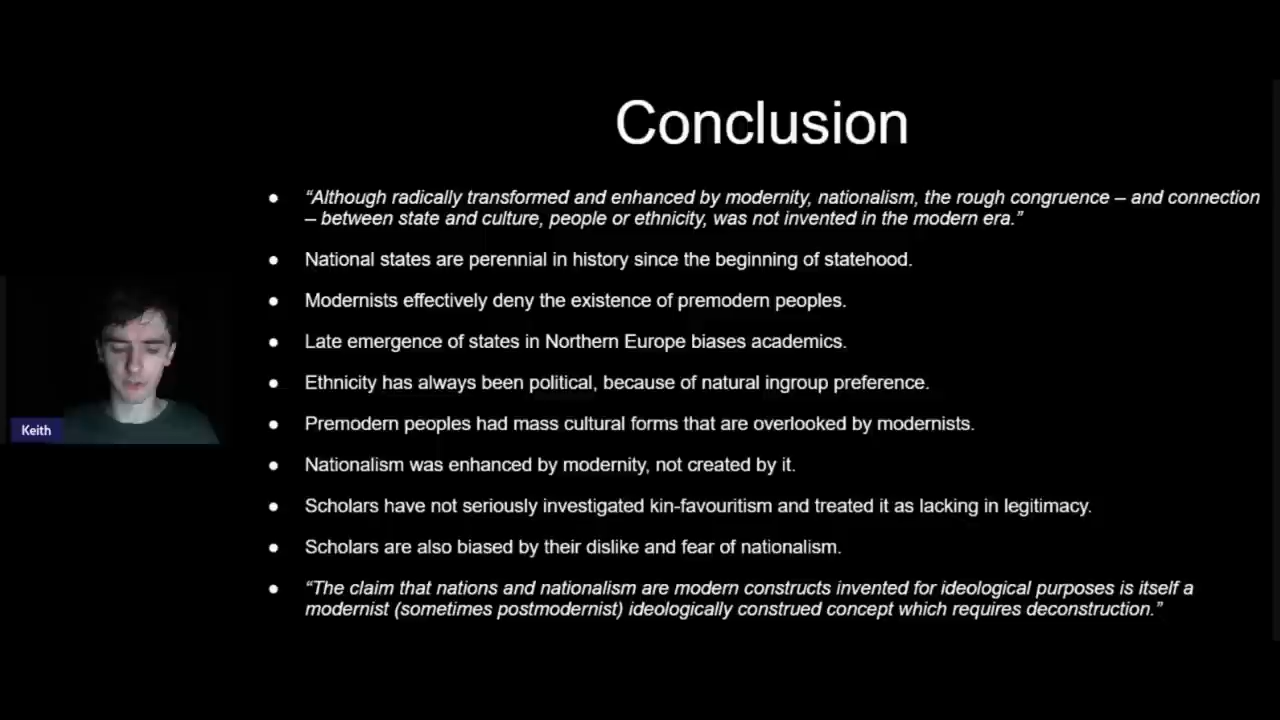 Conclusion
● “Although radically transformed and enhanced by modernity, nationalism, the rough congruence – and connection
– between state and culture, people or ethnicity, was not invented in the modern era.”
● National states are perennial in history since the beginning of statehood.
● Modernists effectively deny the existence of premodern peoples.
● Late emergence of states in Northern Europe biases academics.
● Ethnicity has always been political, because of natural ingroup preference.
● Premodern peoples had mass cultural forms that are overlooked by modernists.
● Nationalism was enhanced by modernity, not created by it.
● Scholars have not seriously investigated kin-favouritism and treated it as lacking in legitimacy.
● Scholars are also biased by their dislike and fear of nationalism.
● “The claim that nations and nationalism are modern constructs invented for ideological purposes is itself a
modernist (sometimes postmodernist) ideologically construed concept which requires deconstruction.”
Keith